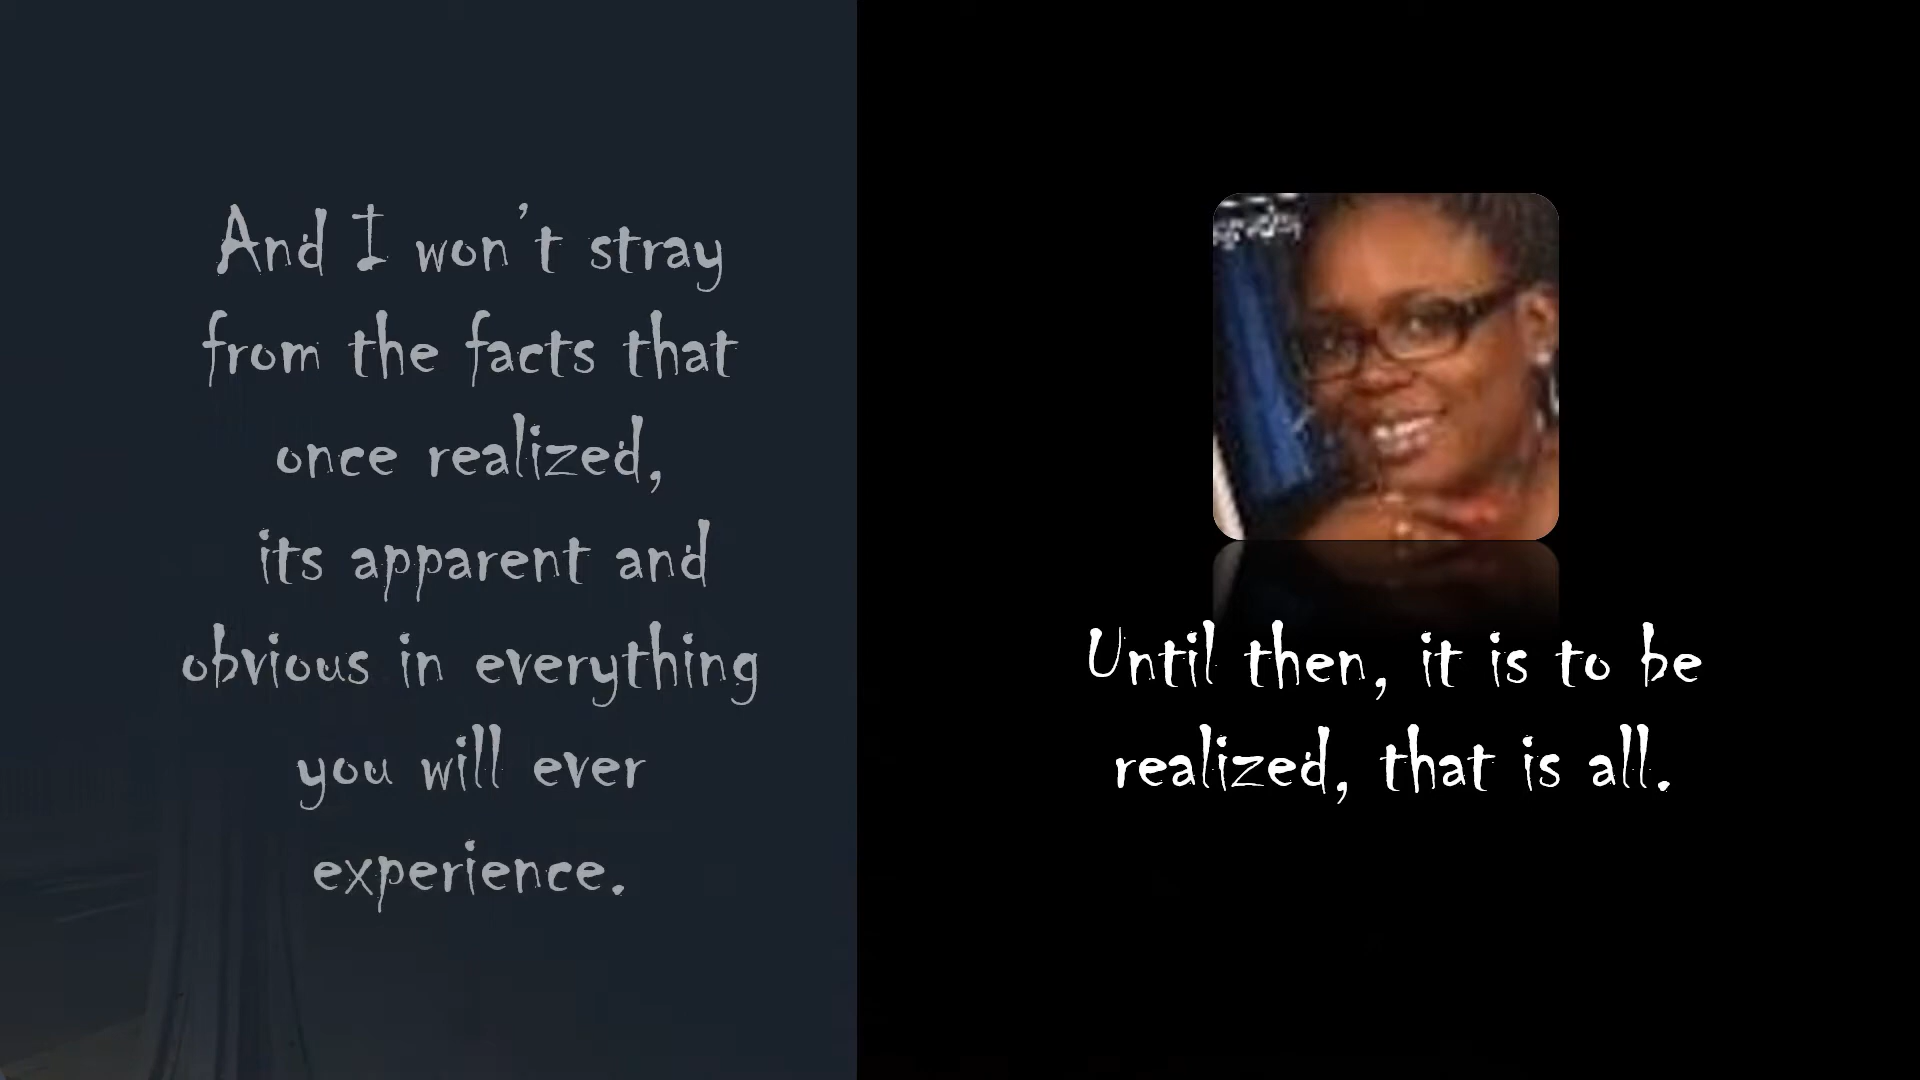 And I won’t stray
from the facts that
once realized,
its apparent and
obvious in everything
you will ever
experience.
Until then, it is to be
realized, that is all.